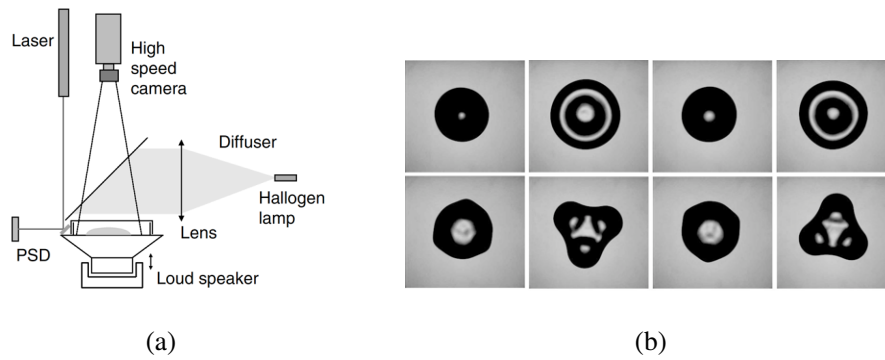 Laser
High
speed
camera
Diffuser
Hallogen
lamp
Lens
PSD
Loud speaker
(a)
(b)